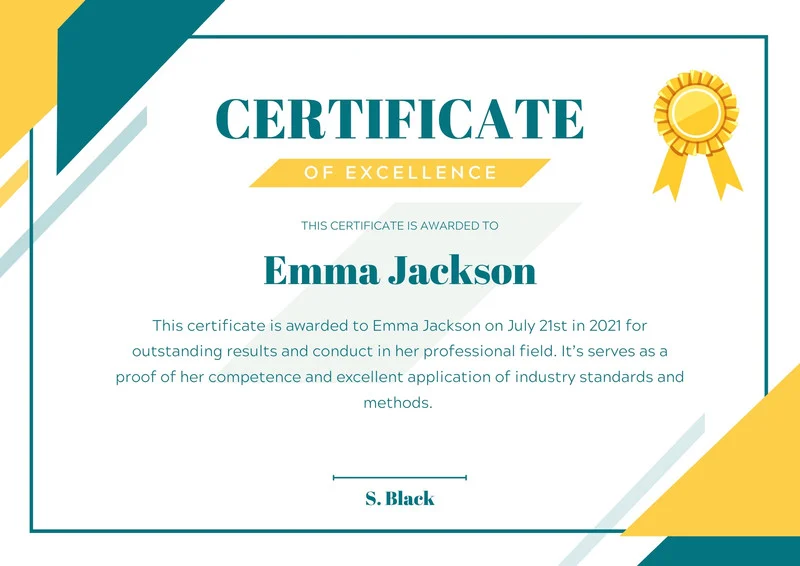 CERTIFICATE
OF EXCELLENCE
THIS CERTIFICATE IS AWARDED TO
Emma Jackson
This certificate is awarded to Emma Jackson on July 21st in 2021 for
outstanding results and conduct in her professional field. It’s serves as a
proof of her competence and excellent application of industry standards and
methods.
S. Black